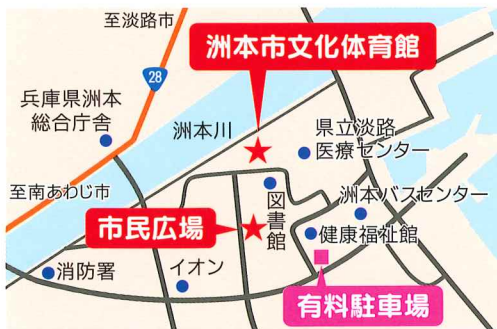 至淡路市
洲本市文化体育館
28
兵庫県洲本
総合庁舎
洲本川
県立淡路
医療センター
至南あわじ市
図書館
洲本バスセンター
市民広場
健康福祉館
消防署
イオン
有料駐車場